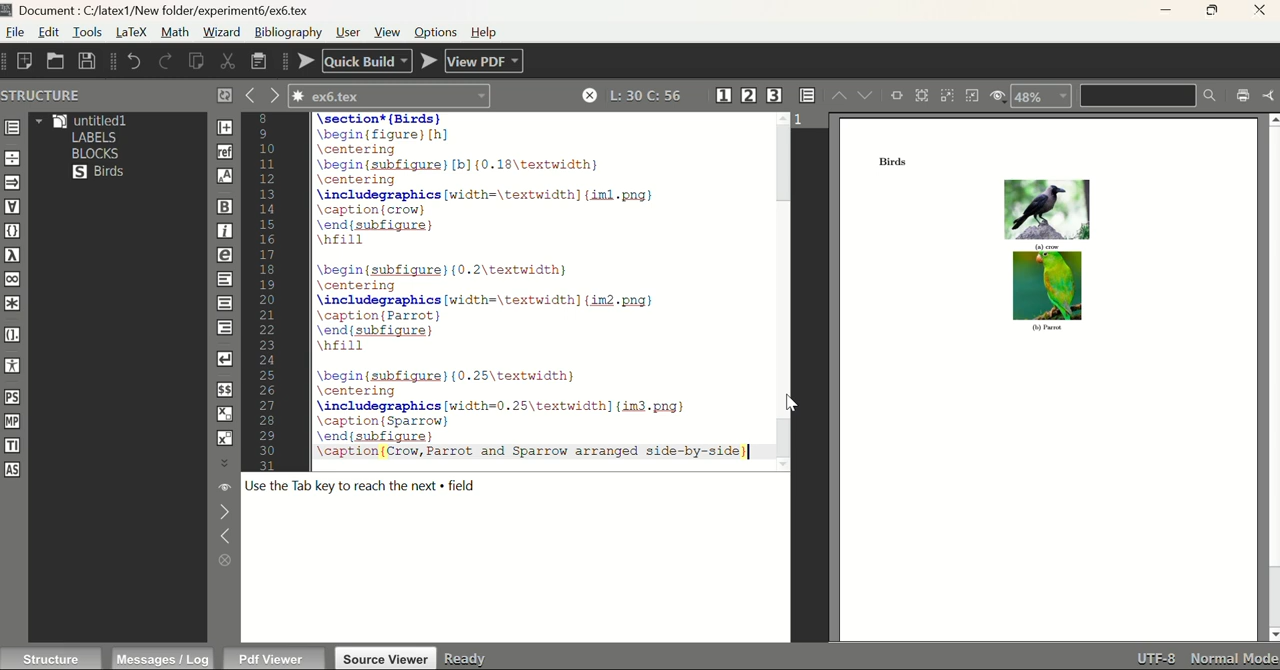 Document : C:/latex1/New folder/experiment6/ex6.tex
File Edit Tools LaTeX Math Wizard Bibliography User View Options Help
Quick Build View PDF
STRUCTURE ex6.tex L: 30 C: 56 1 2 3 48%
untitled1
LABELS
BLOCKS
S Birds
PS
MP
TI
AS
ref
8 \section*{Birds}
9 \begin{figure}[h]
10 \centering
11 \begin{subfigure}[b]{0.18\textwidth}
12 \centering
13 \includegraphics[width=\textwidth]{im1.png}
14 \caption{crow}
15 \end{subfigure}
16 \hfill
17
18 \begin{subfigure}{0.2\textwidth}
19 \centering
20 \includegraphics[width=\textwidth]{im2.png}
21 \caption{Parrot}
22 \end{subfigure}
23 \hfill
24
25 \begin{subfigure}{0.25\textwidth}
26 \centering
27 \includegraphics[width=0.25\textwidth]{im3.png}
28 \caption{Sparrow}
29 \end{subfigure}
30 \caption{Crow,Parrot and Sparrow arranged side-by-side}
31
Use the Tab key to reach the next • field
1
Birds
(a) crow
(b) Parrot
Structure Messages / Log Pdf Viewer Source Viewer Ready UTF-8 Normal Mode